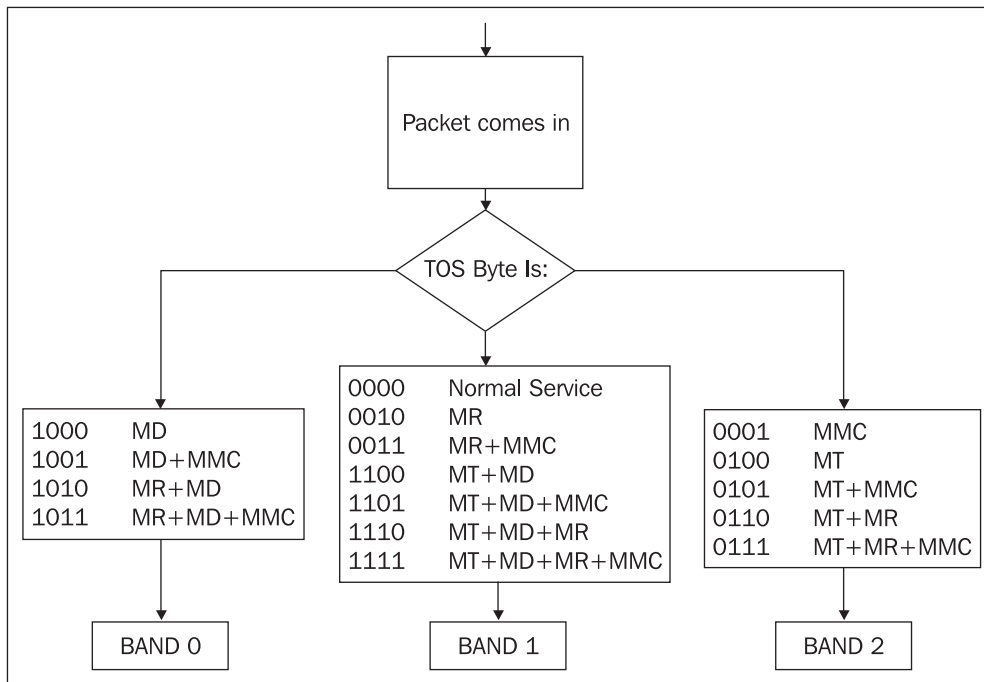 Packet comes in
TOS Byte Is:
1000 MD
1001 MD+MMC
1010 MR+MD
1011 MR+MD+MMC
0000 Normal Service
0010 MR
0011 MR+MMC
1100 MT+MD
1101 MT+MD+MMC
1110 MT+MD+MR
1111 MT+MD+MR+MMC
0001 MMC
0100 MT
0101 MT+MMC
0110 MT+MR
0111 MT+MR+MMC
BAND 0
BAND 1
BAND 2